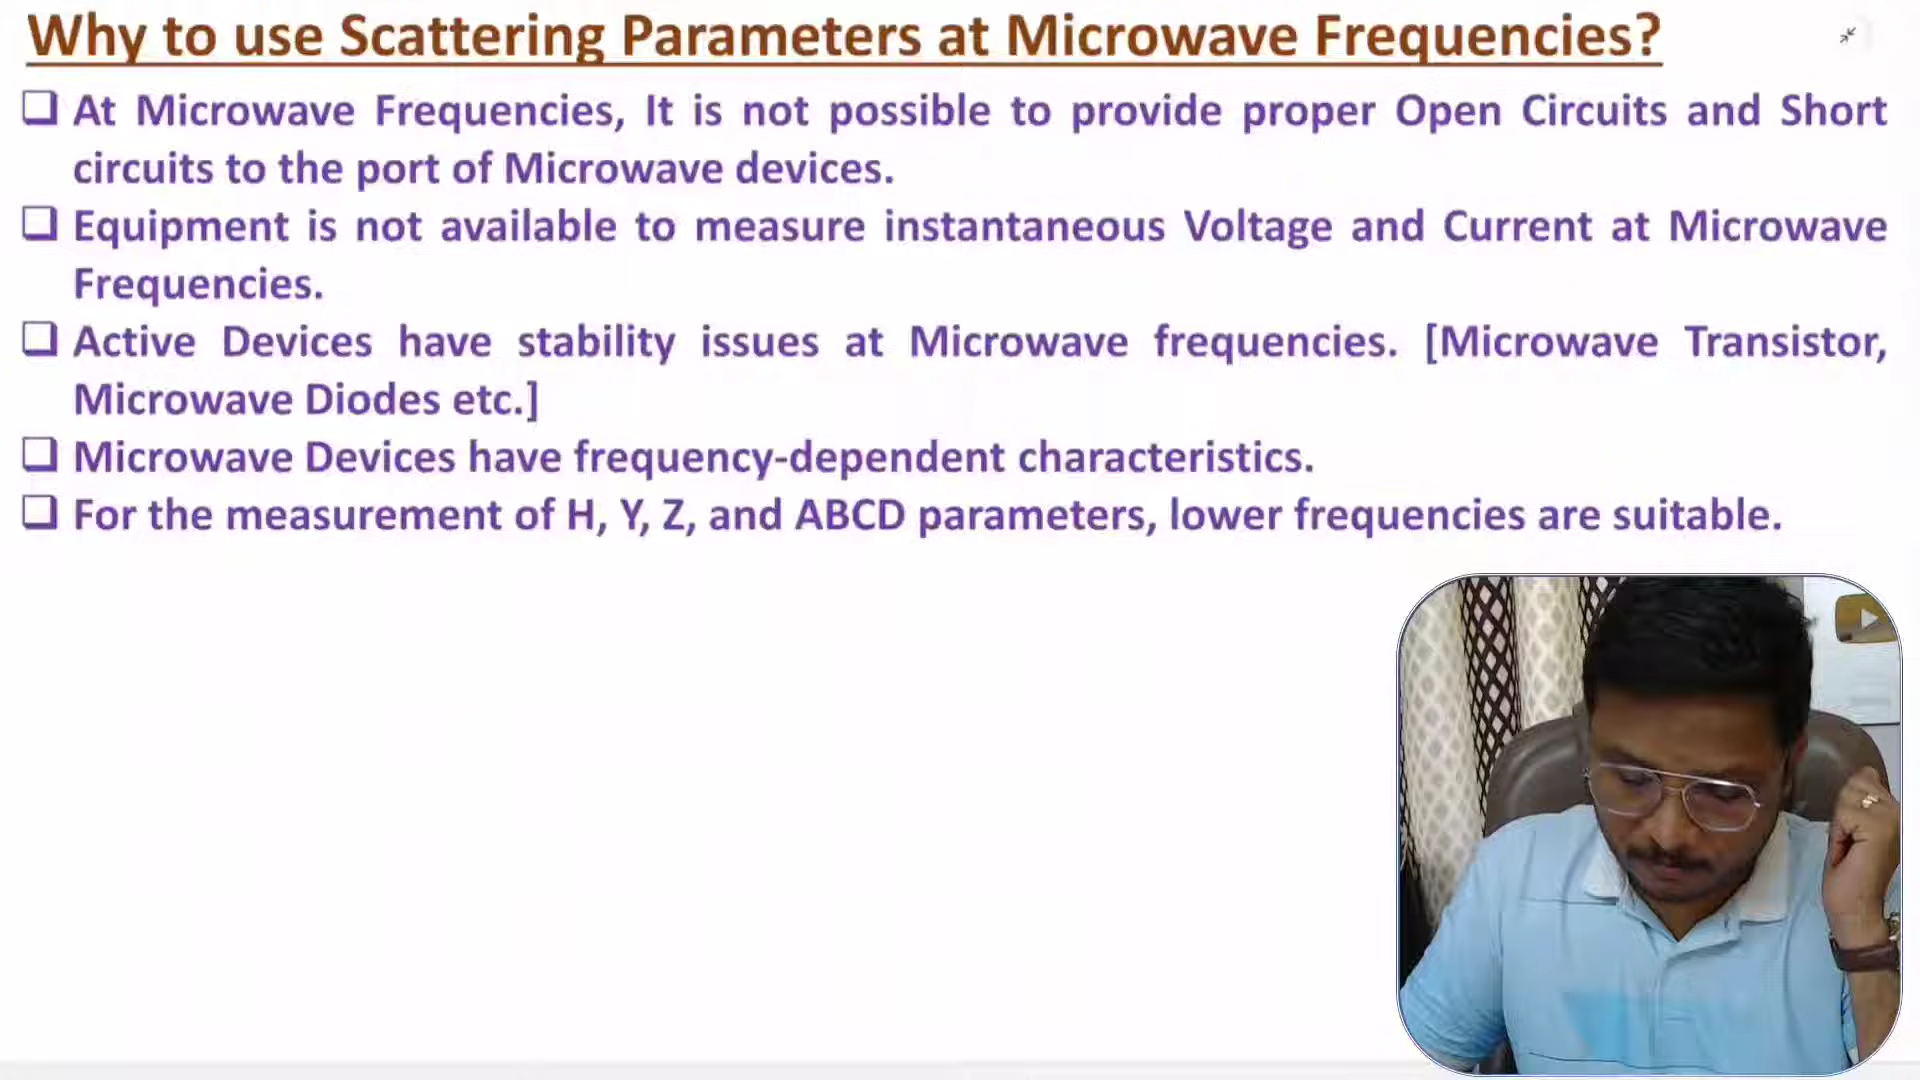 Why to use Scattering Parameters at Microwave Frequencies?
❑ At Microwave Frequencies, It is not possible to provide proper Open Circuits and Short
circuits to the port of Microwave devices.
❑ Equipment is not available to measure instantaneous Voltage and Current at Microwave
Frequencies.
❑ Active Devices have stability issues at Microwave frequencies. [Microwave Transistor,
Microwave Diodes etc.]
❑ Microwave Devices have frequency-dependent characteristics.
❑ For the measurement of H, Y, Z, and ABCD parameters, lower frequencies are suitable.